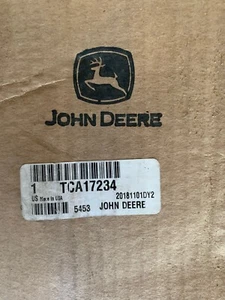 JOHN DEERE
1 TCA17234
US Made In USA 20181101DY2
5453 JOHN DEERE